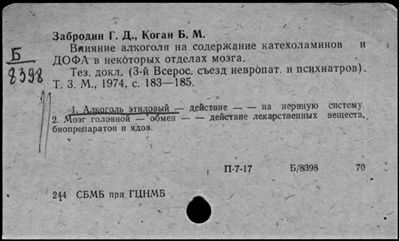 Забродин Г. Д., Коган Б. М.
Влияние алкоголя на содержание катехоламинов и
ДОФА в некоторых отделах мозга.
Тез. докл. (3-й Всерос. съезд невропат. и психиатров).
Т. 3. М., 1974, с. 183—185.
Б
8398
1. Алкоголь этиловый — действие — — на нервную систему
2. Мозг головной — обмен — — действие лекарственных веществ,
биопрепаратов и ядов.
П-7-17 Б/8398 70
244 СБМБ при ГЦНМБ